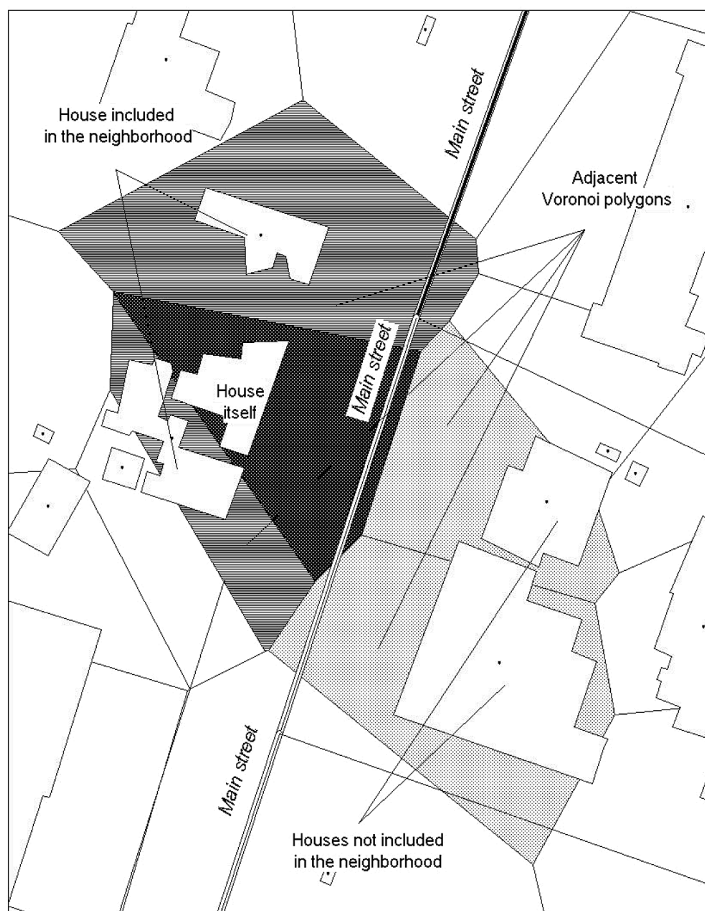 Main street
House included
in the neighborhood
Adjacent
Voronoi polygons
Main street
House
itself
Main street
Houses not included
in the neighborhood